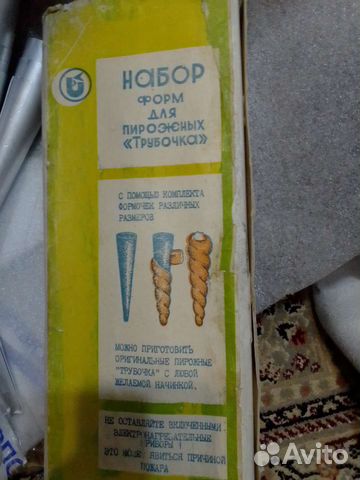 НАБОР
ФОРМ
ДЛЯ
ПИРОЖНЫХ
«ТРУБОЧКА»
С ПОМОЩЬЮ КОМПЛЕКТА
ФОРМОЧЕК РАЗЛИЧНЫХ
РАЗМЕРОВ
МОЖНО ПРИГОТОВИТЬ
ОРИГИНАЛЬНЫЕ ПИРОЖНЫЕ
"ТРУБОЧКА" С ЛЮБОЙ
ЖЕЛАЕМОЙ НАЧИНКОЙ.
НЕ ОСТАВЛЯЙТЕ ВКЛЮЧЕННЫМИ
ЭЛЕКТРОНАГРЕВАТЕЛЬНЫЕ
ПРИБОРЫ !
ЭТО МОЖЕТ ЯВИТЬСЯ ПРИЧИНОЙ
ПОЖАРА
Avito